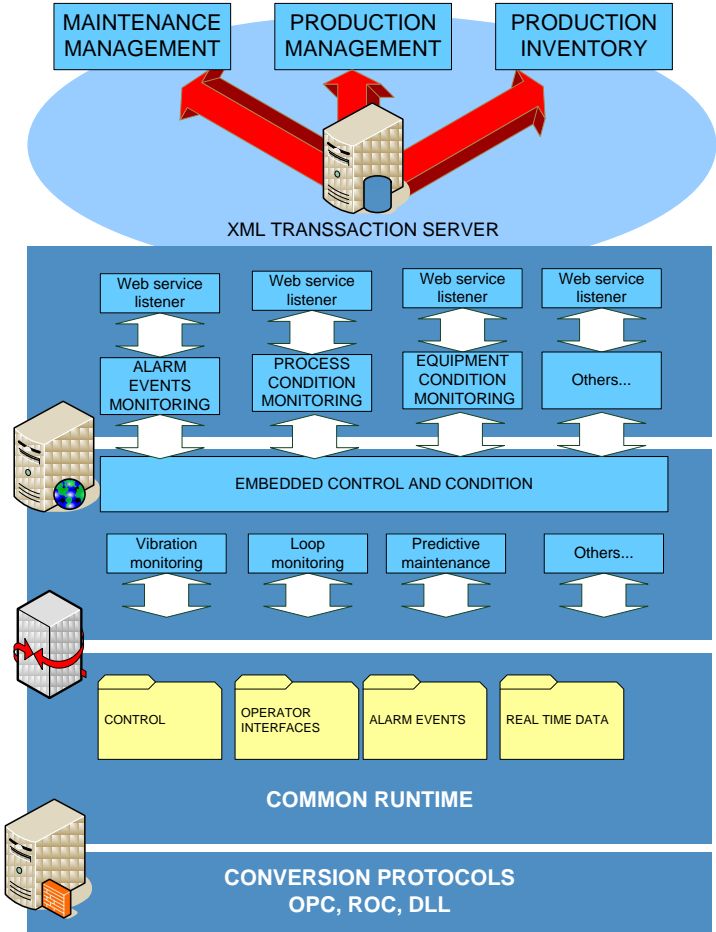 MAINTENANCE
MANAGEMENT
PRODUCTION
MANAGEMENT
PRODUCTION
INVENTORY
XML TRANSSACTION SERVER
Web service
listener
Web service
listener
Web service
listener
Web service
listener
ALARM
EVENTS
MONITORING
PROCESS
CONDITION
MONITORING
EQUIPMENT
CONDITION
MONITORING
Others...
EMBEDDED CONTROL AND CONDITION
Vibration
monitoring
Loop
monitoring
Predictive
maintenance
Others...
CONTROL
OPERATOR
INTERFACES
ALARM EVENTS
REAL TIME DATA
COMMON RUNTIME
CONVERSION PROTOCOLS
OPC, ROC, DLL